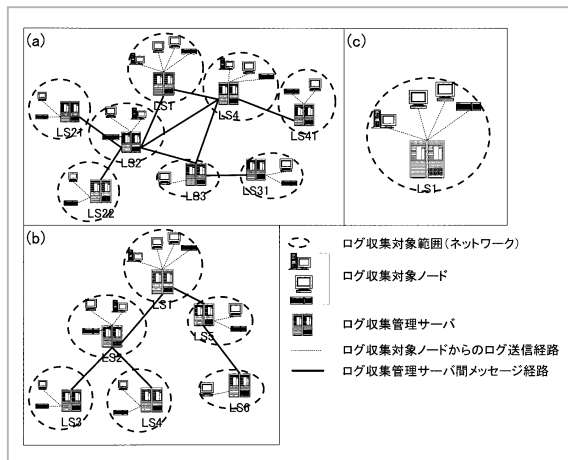 (a)
(c)
LS1
LS4
LS21
LS41
LS2
LS1
LS3
LS31
LS22
(b)
LS1
LS5
LS2
LS3
LS4
LS6
ログ収集対象範囲(ネットワーク)
ログ収集対象ノード
ログ収集管理サーバ
ログ収集対象ノードからのログ送信経路
ログ収集管理サーバ間メッセージ経路